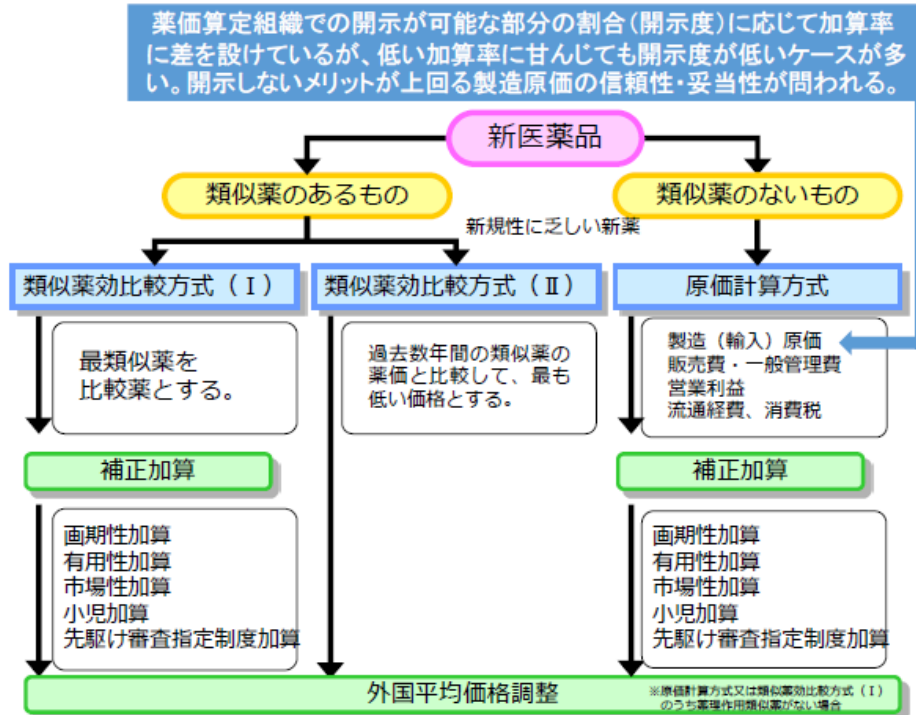 薬価算定組織での開示が可能な部分の割合(開示度)に応じて加算率
に差を設けているが、低い加算率に甘んじても開示度が低いケースが多
い。開示しないメリットが上回る製造原価の信頼性・妥当性が問われる。
新医薬品
類似薬のあるもの
類似薬のないもの
新規性に乏しい新薬
類似薬効比較方式(Ⅰ)
類似薬効比較方式(Ⅱ)
原価計算方式
最類似薬を
比較薬とする。
過去数年間の類似薬の
薬価と比較して、最も
低い価格とする。
製造(輸入)原価
販売費・一般管理費
営業利益
流通経費、消費税
補正加算
補正加算
画期性加算
有用性加算
市場性加算
小児加算
先駆け審査指定制度加算
画期性加算
有用性加算
市場性加算
小児加算
先駆け審査指定制度加算
外国平均価格調整
※原価計算方式又は類似薬効比較方式(Ⅰ)
のうち薬理作用類似薬がない場合